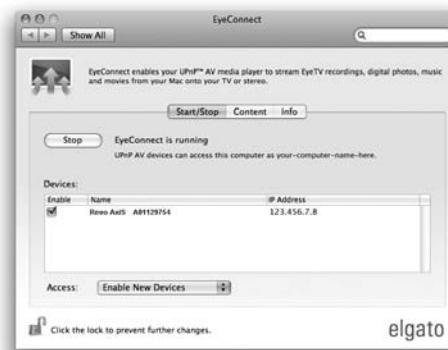 EyeConnect
Show All
EyeConnect enables your UPnP™ AV media player to stream EyeTV recordings, digital photos, music
and movies from your Mac onto your TV or stereo.
Start/Stop Content Info
Stop EyeConnect is running
UPnP AV devices can access this computer as your-computer-name-here.
Devices:
Enable Name IP Address
Revo AxiS A81129754 123.456.7.8
Access: Enable New Devices
Click the lock to prevent further changes.
elgato